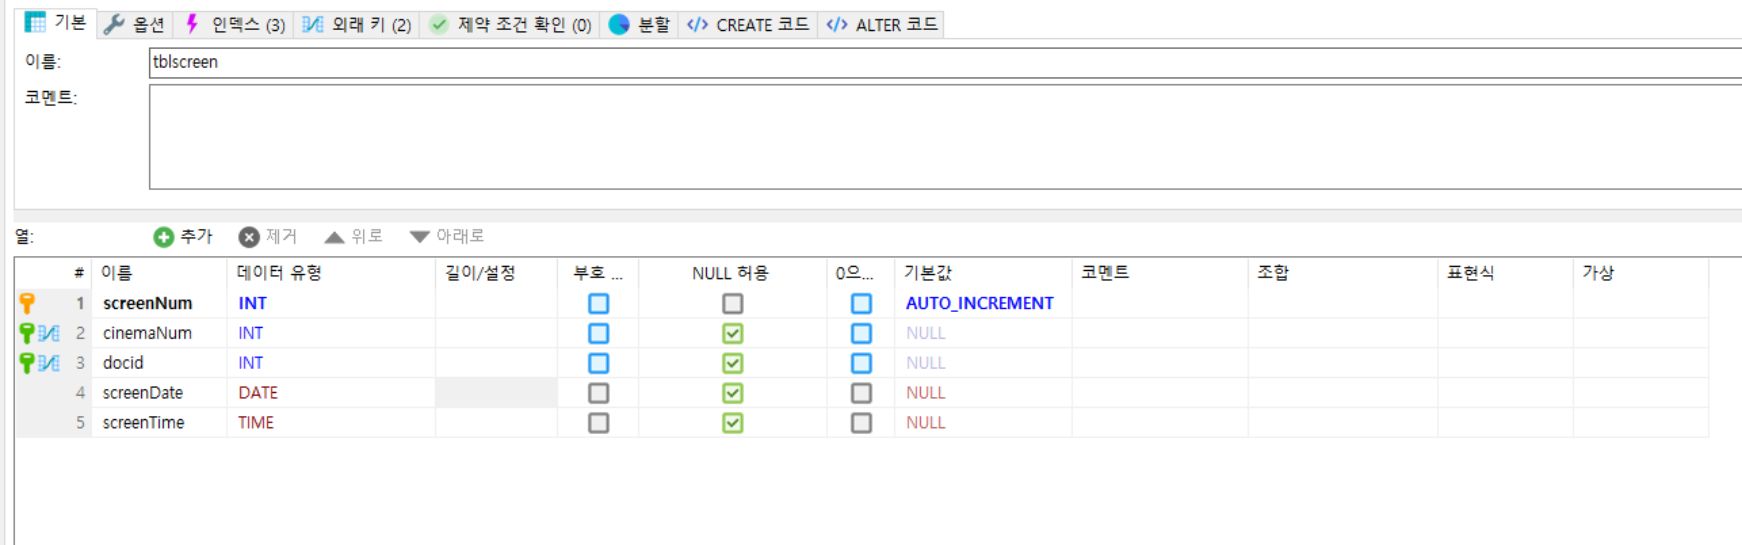 기본 옵션 인덱스 (3) 외래 키 (2) 제약 조건 확인 (0) 분할 </> CREATE 코드 </> ALTER 코드
이름: tblscreen
코멘트:
열: 추가 제거 위로 아래로
# 이름 데이터 유형 길이/설정 부호 ... NULL 허용 0으... 기본값 코멘트 조합 표현식 가상
1 screenNum INT AUTO_INCREMENT
2 cinemaNum INT NULL
3 docid INT NULL
4 screenDate DATE NULL
5 screenTime TIME NULL